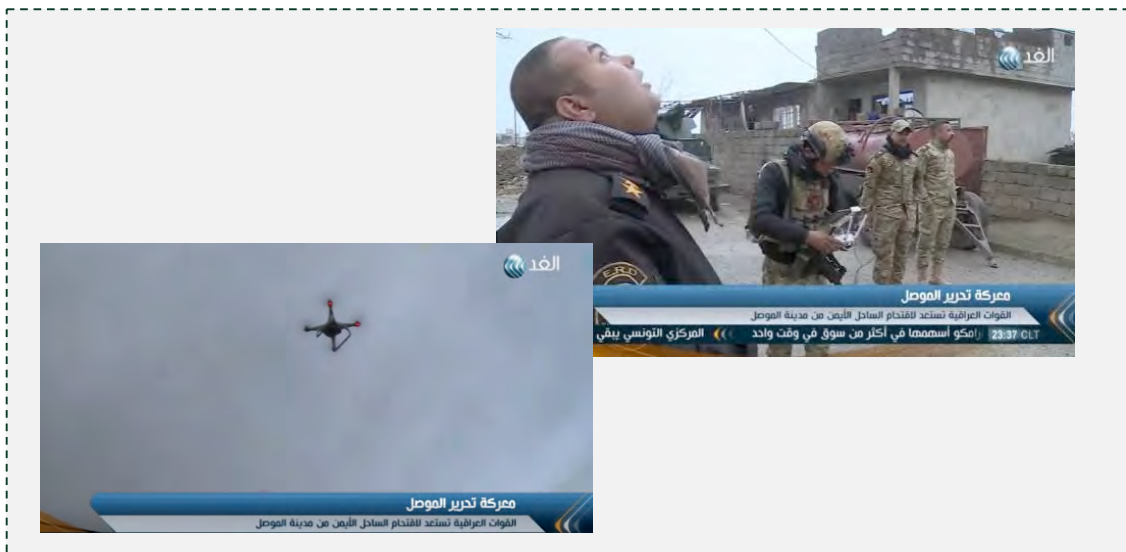 الغد
E.R.D
معركة تحرير الموصل
القوات العراقية تستعد لاقتحام الساحل الأيمن من مدينة الموصل
23:37 CLT رامكو أسهمها في أكثر من سوق في وقت واحد المركزي التونسي يبقي
الغد
معركة تحرير الموصل
القوات العراقية تستعد لاقتحام الساحل الأيمن من مدينة الموصل